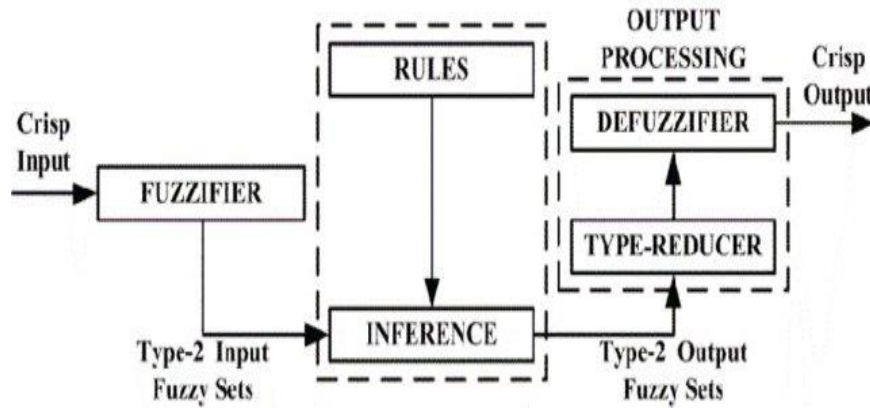 Crisp
Input
FUZZIFIER
Type-2 Input
Fuzzy Sets
RULES
INFERENCE
Type-2 Output
Fuzzy Sets
OUTPUT
PROCESSING
DEFUZZIFIER
TYPE-REDUCER
Crisp
Output